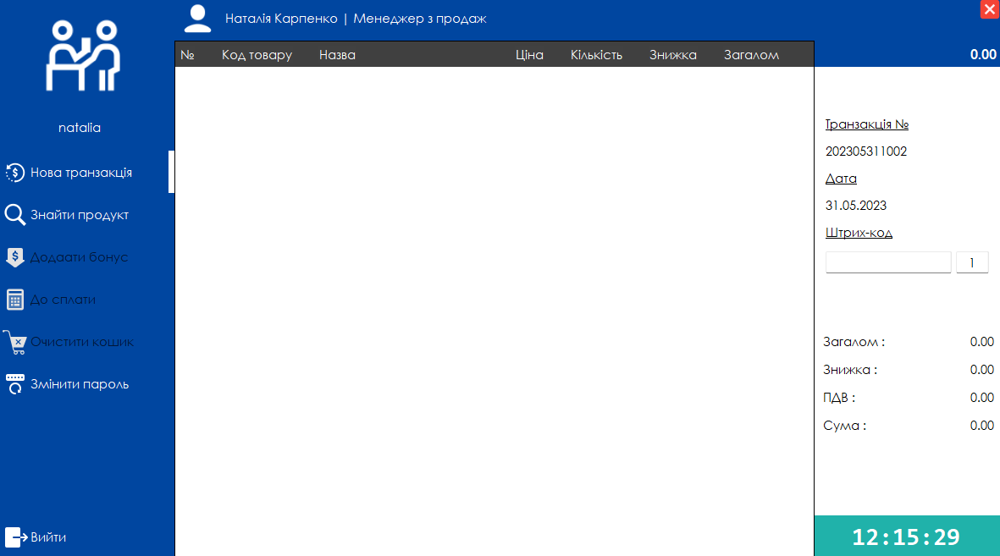 Наталія Карпенко | Менеджер з продаж
natalia
Нова транзакція
Знайти продукт
Додаати бонус
До сплати
Очистити кошик
Змінити пароль
Вийти
№ Код товару Назва Ціна Кількість Знижка Загалом
0.00
Транзакція №
202305311002
Дата
31.05.2023
Штрих-код
1
Загалом : 0.00
Знижка : 0.00
ПДВ : 0.00
Сума : 0.00
12:15:29